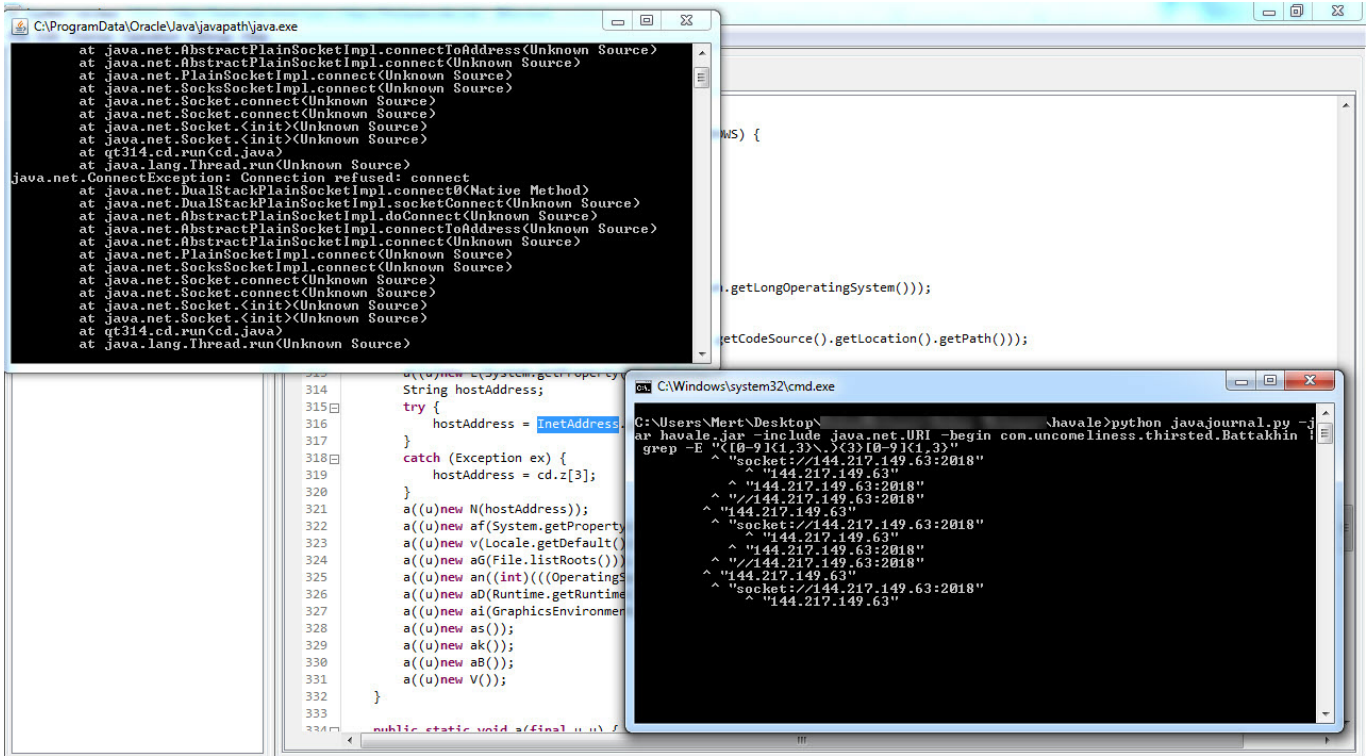 C:\ProgramData\Oracle\Java\javapath\java.exe
at java.net.AbstractPlainSocketImpl.connectToAddress(Unknown Source)
at java.net.AbstractPlainSocketImpl.connect(Unknown Source)
at java.net.PlainSocketImpl.connect(Unknown Source)
at java.net.SocksSocketImpl.connect(Unknown Source)
at java.net.Socket.connect(Unknown Source)
at java.net.Socket.connect(Unknown Source)
at java.net.Socket.<init>(Unknown Source)
at java.net.Socket.<init>(Unknown Source)
at qt314.cd.run(cd.java)
at java.lang.Thread.run(Unknown Source)
java.net.ConnectException: Connection refused: connect
at java.net.DualStackPlainSocketImpl.connect0(Native Method)
at java.net.DualStackPlainSocketImpl.socketConnect(Unknown Source)
at java.net.AbstractPlainSocketImpl.doConnect(Unknown Source)
at java.net.AbstractPlainSocketImpl.connectToAddress(Unknown Source)
at java.net.AbstractPlainSocketImpl.connect(Unknown Source)
at java.net.PlainSocketImpl.connect(Unknown Source)
at java.net.SocksSocketImpl.connect(Unknown Source)
at java.net.Socket.connect(Unknown Source)
at java.net.Socket.connect(Unknown Source)
at java.net.Socket.<init>(Unknown Source)
at java.net.Socket.<init>(Unknown Source)
at qt314.cd.run(cd.java)
at java.lang.Thread.run(Unknown Source)
OWS) {
.getLongOperatingSystem()));
getCodeSource().getLocation().getPath()));
314 String hostAddress;
315 try {
316 hostAddress = InetAddress.
317 }
318 catch (Exception ex) {
319 hostAddress = cd.z[3];
320 }
321 a((u)new N(hostAddress));
322 a((u)new af(System.getProperty
323 a((u)new v(Locale.getDefault()
324 a((u)new aG(File.listRoots()))
325 a((u)new an((int)(((OperatingS
326 a((u)new aD(Runtime.getRuntime
327 a((u)new ai(GraphicsEnvironmen
328 a((u)new as());
329 a((u)new ak());
330 a((u)new aB());
331 a((u)new V());
332 }
333
334 public static void a(final u u) {
C:\Windows\system32\cmd.exe
C:\Users\Mert\Desktop\ \havale>python javajournal.py -j
ar havale.jar -include java.net.URI -begin com.uncomeliness.thirsted.Battakhin |
grep -E "([0-9]{1,3}\.){3}[0-9]{1,3}"
^ "socket://144.217.149.63:2018"
^ "144.217.149.63"
^ "144.217.149.63:2018"
^ "//144.217.149.63:2018"
^ "144.217.149.63"
^ "socket://144.217.149.63:2018"
^ "144.217.149.63"
^ "144.217.149.63:2018"
^ "//144.217.149.63:2018"
^ "144.217.149.63"
^ "socket://144.217.149.63:2018"
^ "144.217.149.63"